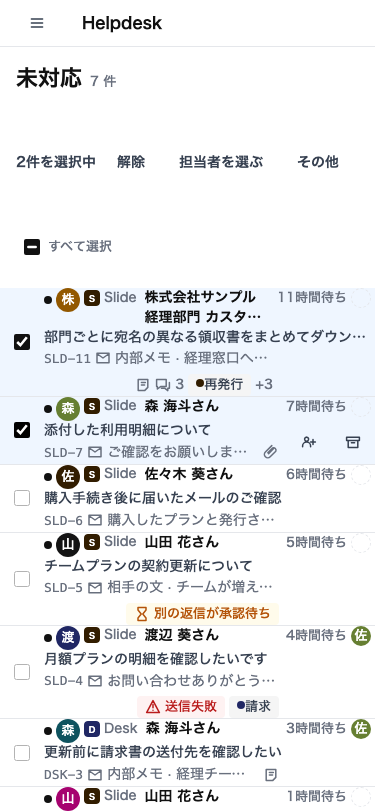 Helpdesk
未対応 7 件
2件を選択中 解除 担当者を選ぶ その他
すべて選択
株 S Slide 株式会社サンプル 11時間待ち
経理部門 カスタ…
部門ごとに宛名の異なる領収書をまとめてダウン…
SLD-11 内部メモ · 経理窓口へ…
3 再発行 +3
森 S Slide 森 海斗さん 7時間待ち
添付した利用明細について
SLD-7 ご確認をお願いしま…
佐 S Slide 佐々木 葵さん 6時間待ち
購入手続き後に届いたメールのご確認
SLD-6 購入したプランと発行さ…
山 S Slide 山田 花さん 5時間待ち
チームプランの契約更新について
SLD-5 相手の文 · チームが増え…
別の返信が承認待ち
渡 S Slide 渡辺 葵さん 4時間待ち 佐
月額プランの明細を確認したいです
SLD-4 お問い合わせありがとう…
送信失敗 請求
森 D Desk 森 海斗さん 3時間待ち 佐
更新前に請求書の送付先を確認したい
DSK-3 内部メモ · 経理チー…
山 S Slide 山田 花さん 1時間待ち